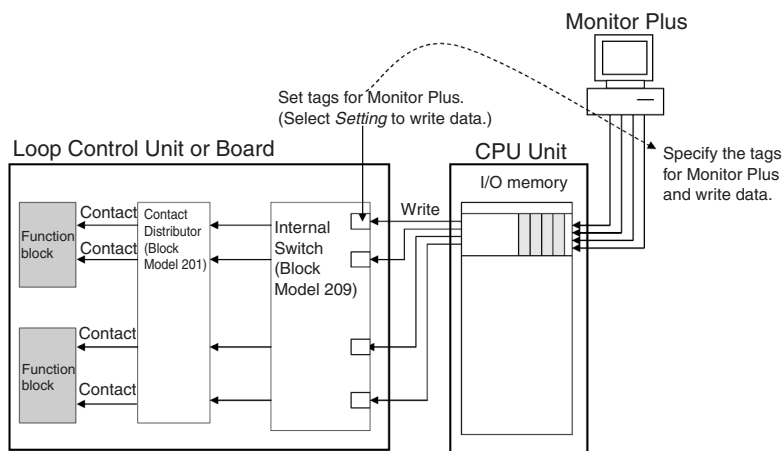 Monitor Plus
Set tags for Monitor Plus.
(Select Setting to write data.)
Loop Control Unit or Board
CPU Unit
Specify the tags
for Monitor Plus
and write data.
I/O memory
Function
block
Contact
Contact
Contact
Distributor
(Block
Model 201)
Internal
Switch
(Block
Model 209)
Write
Function
block
Contact
Contact